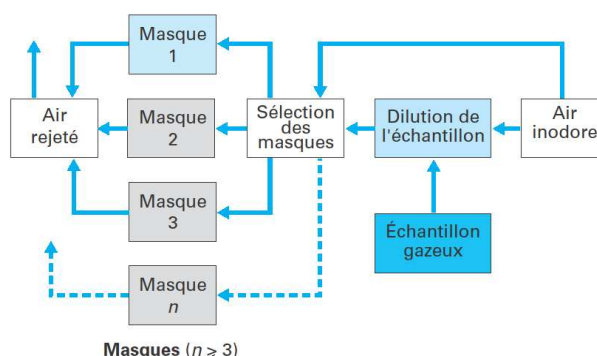 Masque
1
Air
rejeté
Masque
2
Sélection
des
masques
Dilution de
l'échantillon
Air
inodore
Masque
3
Échantillon
gazeux
Masque
n
Masques (n ⩾ 3)